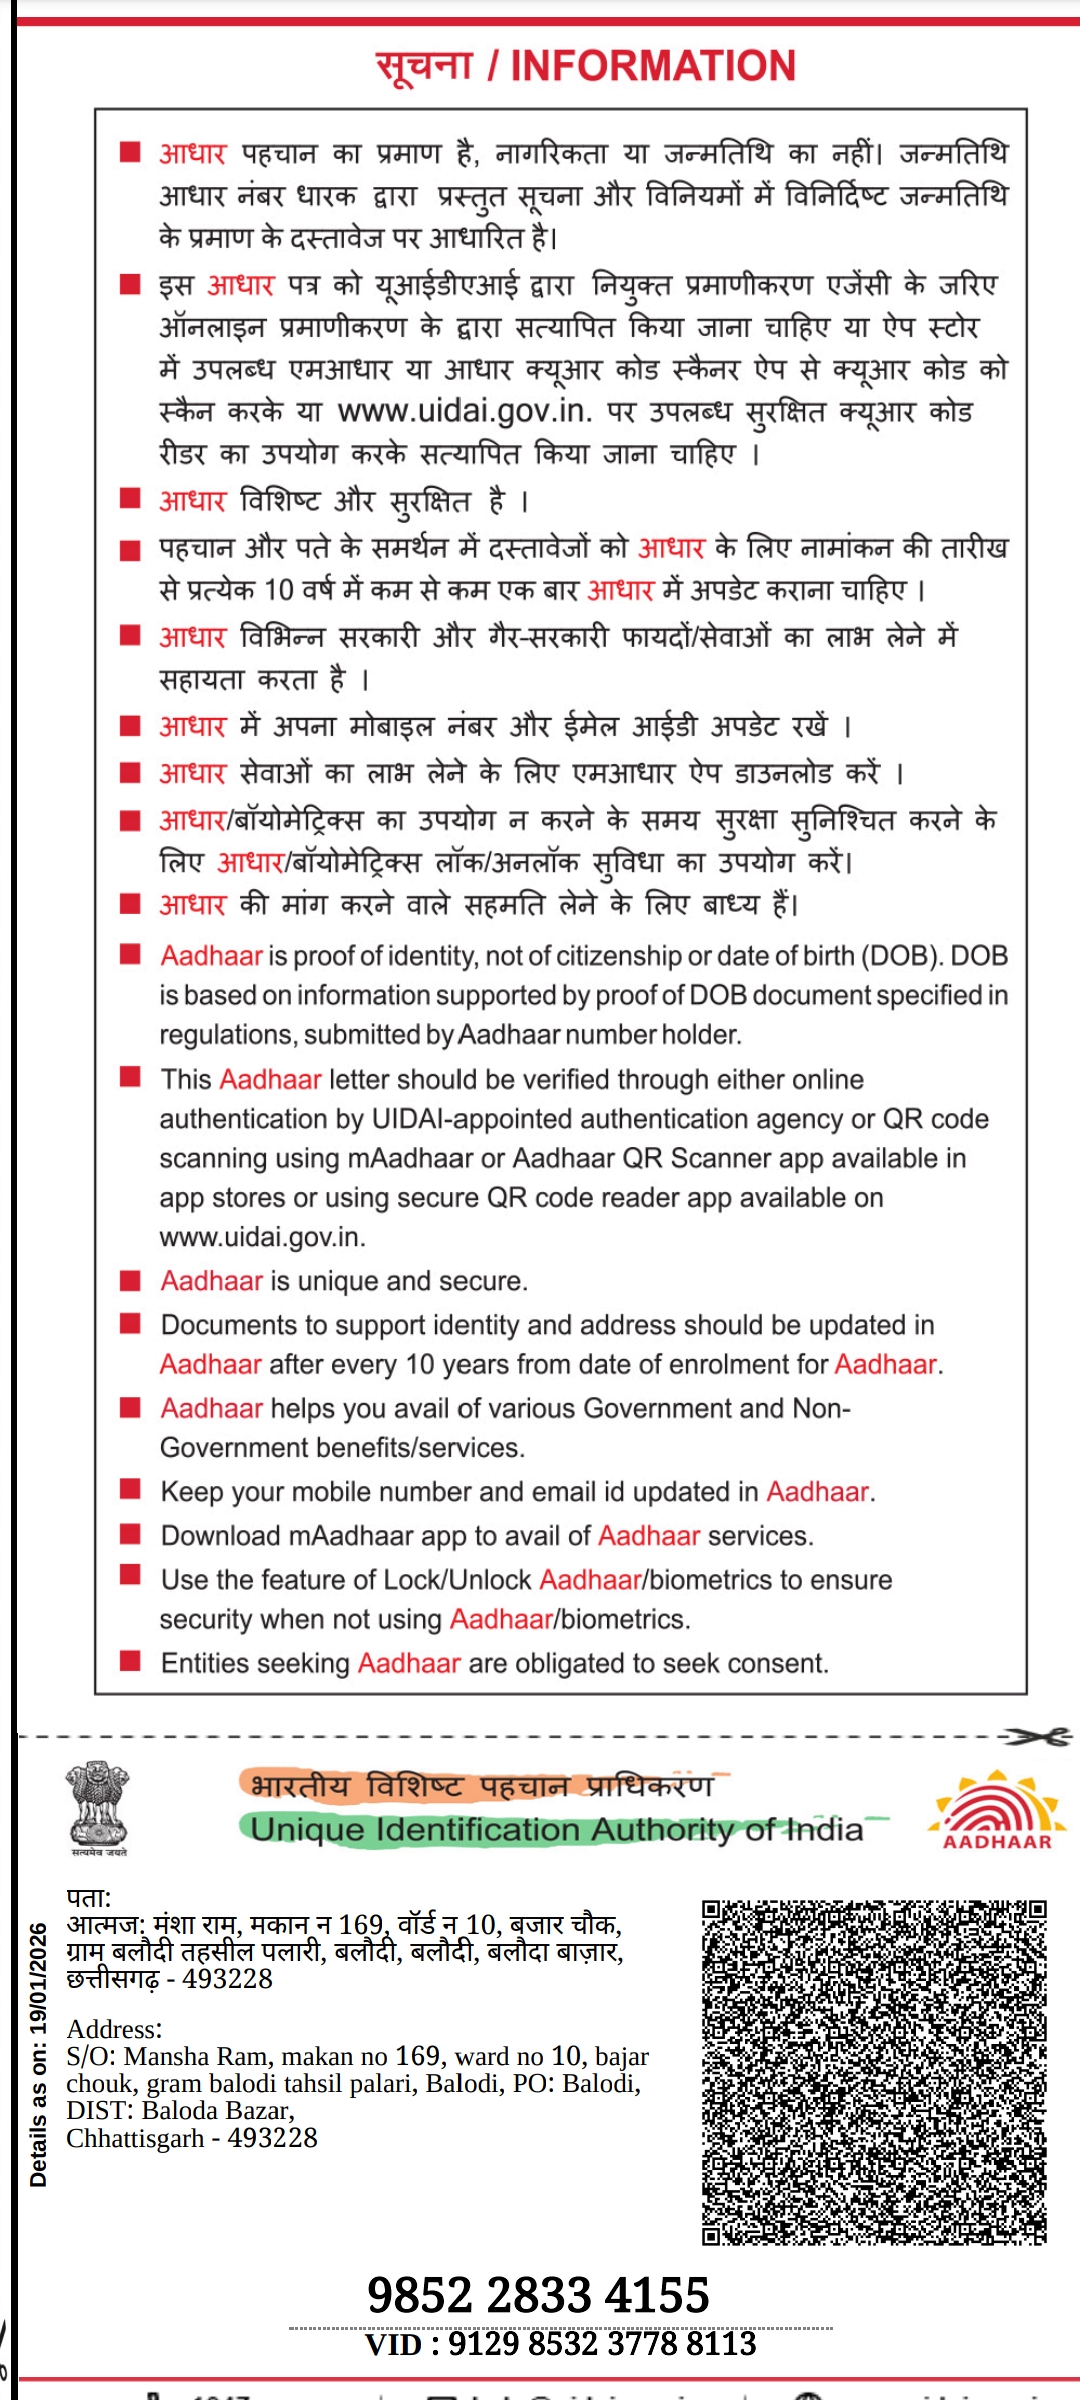 सूचना / INFORMATION
आधार पहचान का प्रमाण है, नागरिकता या जन्मतिथि का नहीं। जन्मतिथि
आधार नंबर धारक द्वारा प्रस्तुत सूचना और विनियमों में विनिर्दिष्ट जन्मतिथि
के प्रमाण के दस्तावेज पर आधारित है।
इस आधार पत्र को यूआईडीएआई द्वारा नियुक्त प्रमाणीकरण एजेंसी के जरिए
ऑनलाइन प्रमाणीकरण के द्वारा सत्यापित किया जाना चाहिए या ऐप स्टोर
में उपलब्ध एमआधार या आधार क्यूआर कोड स्कैनर ऐप से क्यूआर कोड को
स्कैन करके या www.uidai.gov.in. पर उपलब्ध सुरक्षित क्यूआर कोड
रीडर का उपयोग करके सत्यापित किया जाना चाहिए |
आधार विशिष्ट और सुरक्षित है |
पहचान और पते के समर्थन में दस्तावेजों को आधार के लिए नामांकन की तारीख
से प्रत्येक 10 वर्ष में कम से कम एक बार आधार में अपडेट कराना चाहिए |
आधार विभिन्न सरकारी और गैर-सरकारी फायदों/सेवाओं का लाभ लेने में
सहायता करता है |
आधार में अपना मोबाइल नंबर और ईमेल आईडी अपडेट रखें |
आधार सेवाओं का लाभ लेने के लिए एमआधार ऐप डाउनलोड करें |
आधार/बॉयोमेट्रिक्स का उपयोग न करने के समय सुरक्षा सुनिश्चित करने के
लिए आधार/बॉयोमेट्रिक्स लॉक/अनलॉक सुविधा का उपयोग करें।
आधार की मांग करने वाले सहमति लेने के लिए बाध्य हैं।
Aadhaar is proof of identity, not of citizenship or date of birth (DOB). DOB
is based on information supported by proof of DOB document specified in
regulations, submitted by Aadhaar number holder.
This Aadhaar letter should be verified through either online
authentication by UIDAI-appointed authentication agency or QR code
scanning using mAadhaar or Aadhaar QR Scanner app available in
app stores or using secure QR code reader app available on
www.uidai.gov.in.
Aadhaar is unique and secure.
Documents to support identity and address should be updated in
Aadhaar after every 10 years from date of enrolment for Aadhaar.
Aadhaar helps you avail of various Government and Non-
Government benefits/services.
Keep your mobile number and email id updated in Aadhaar.
Download mAadhaar app to avail of Aadhaar services.
Use the feature of Lock/Unlock Aadhaar/biometrics to ensure
security when not using Aadhaar/biometrics.
Entities seeking Aadhaar are obligated to seek consent.
सत्यमेव जयते
भारतीय विशिष्ट पहचान प्राधिकरण
Unique Identification Authority of India
AADHAAR
Details as on: 19/01/2026
पता:
आत्मज: मंशा राम, मकान न 169, वॉर्ड न 10, बजार चौक,
ग्राम बलौदी तहसील पलारी, बलौदी, बलौदी, बलौदा बाज़ार,
छत्तीसगढ़ - 493228
Address:
S/O: Mansha Ram, makan no 169, ward no 10, bajar
chouk, gram balodi tahsil palari, Balodi, PO: Balodi,
DIST: Baloda Bazar,
Chhattisgarh - 493228
9852 2833 4155
VID : 9129 8532 3778 8113